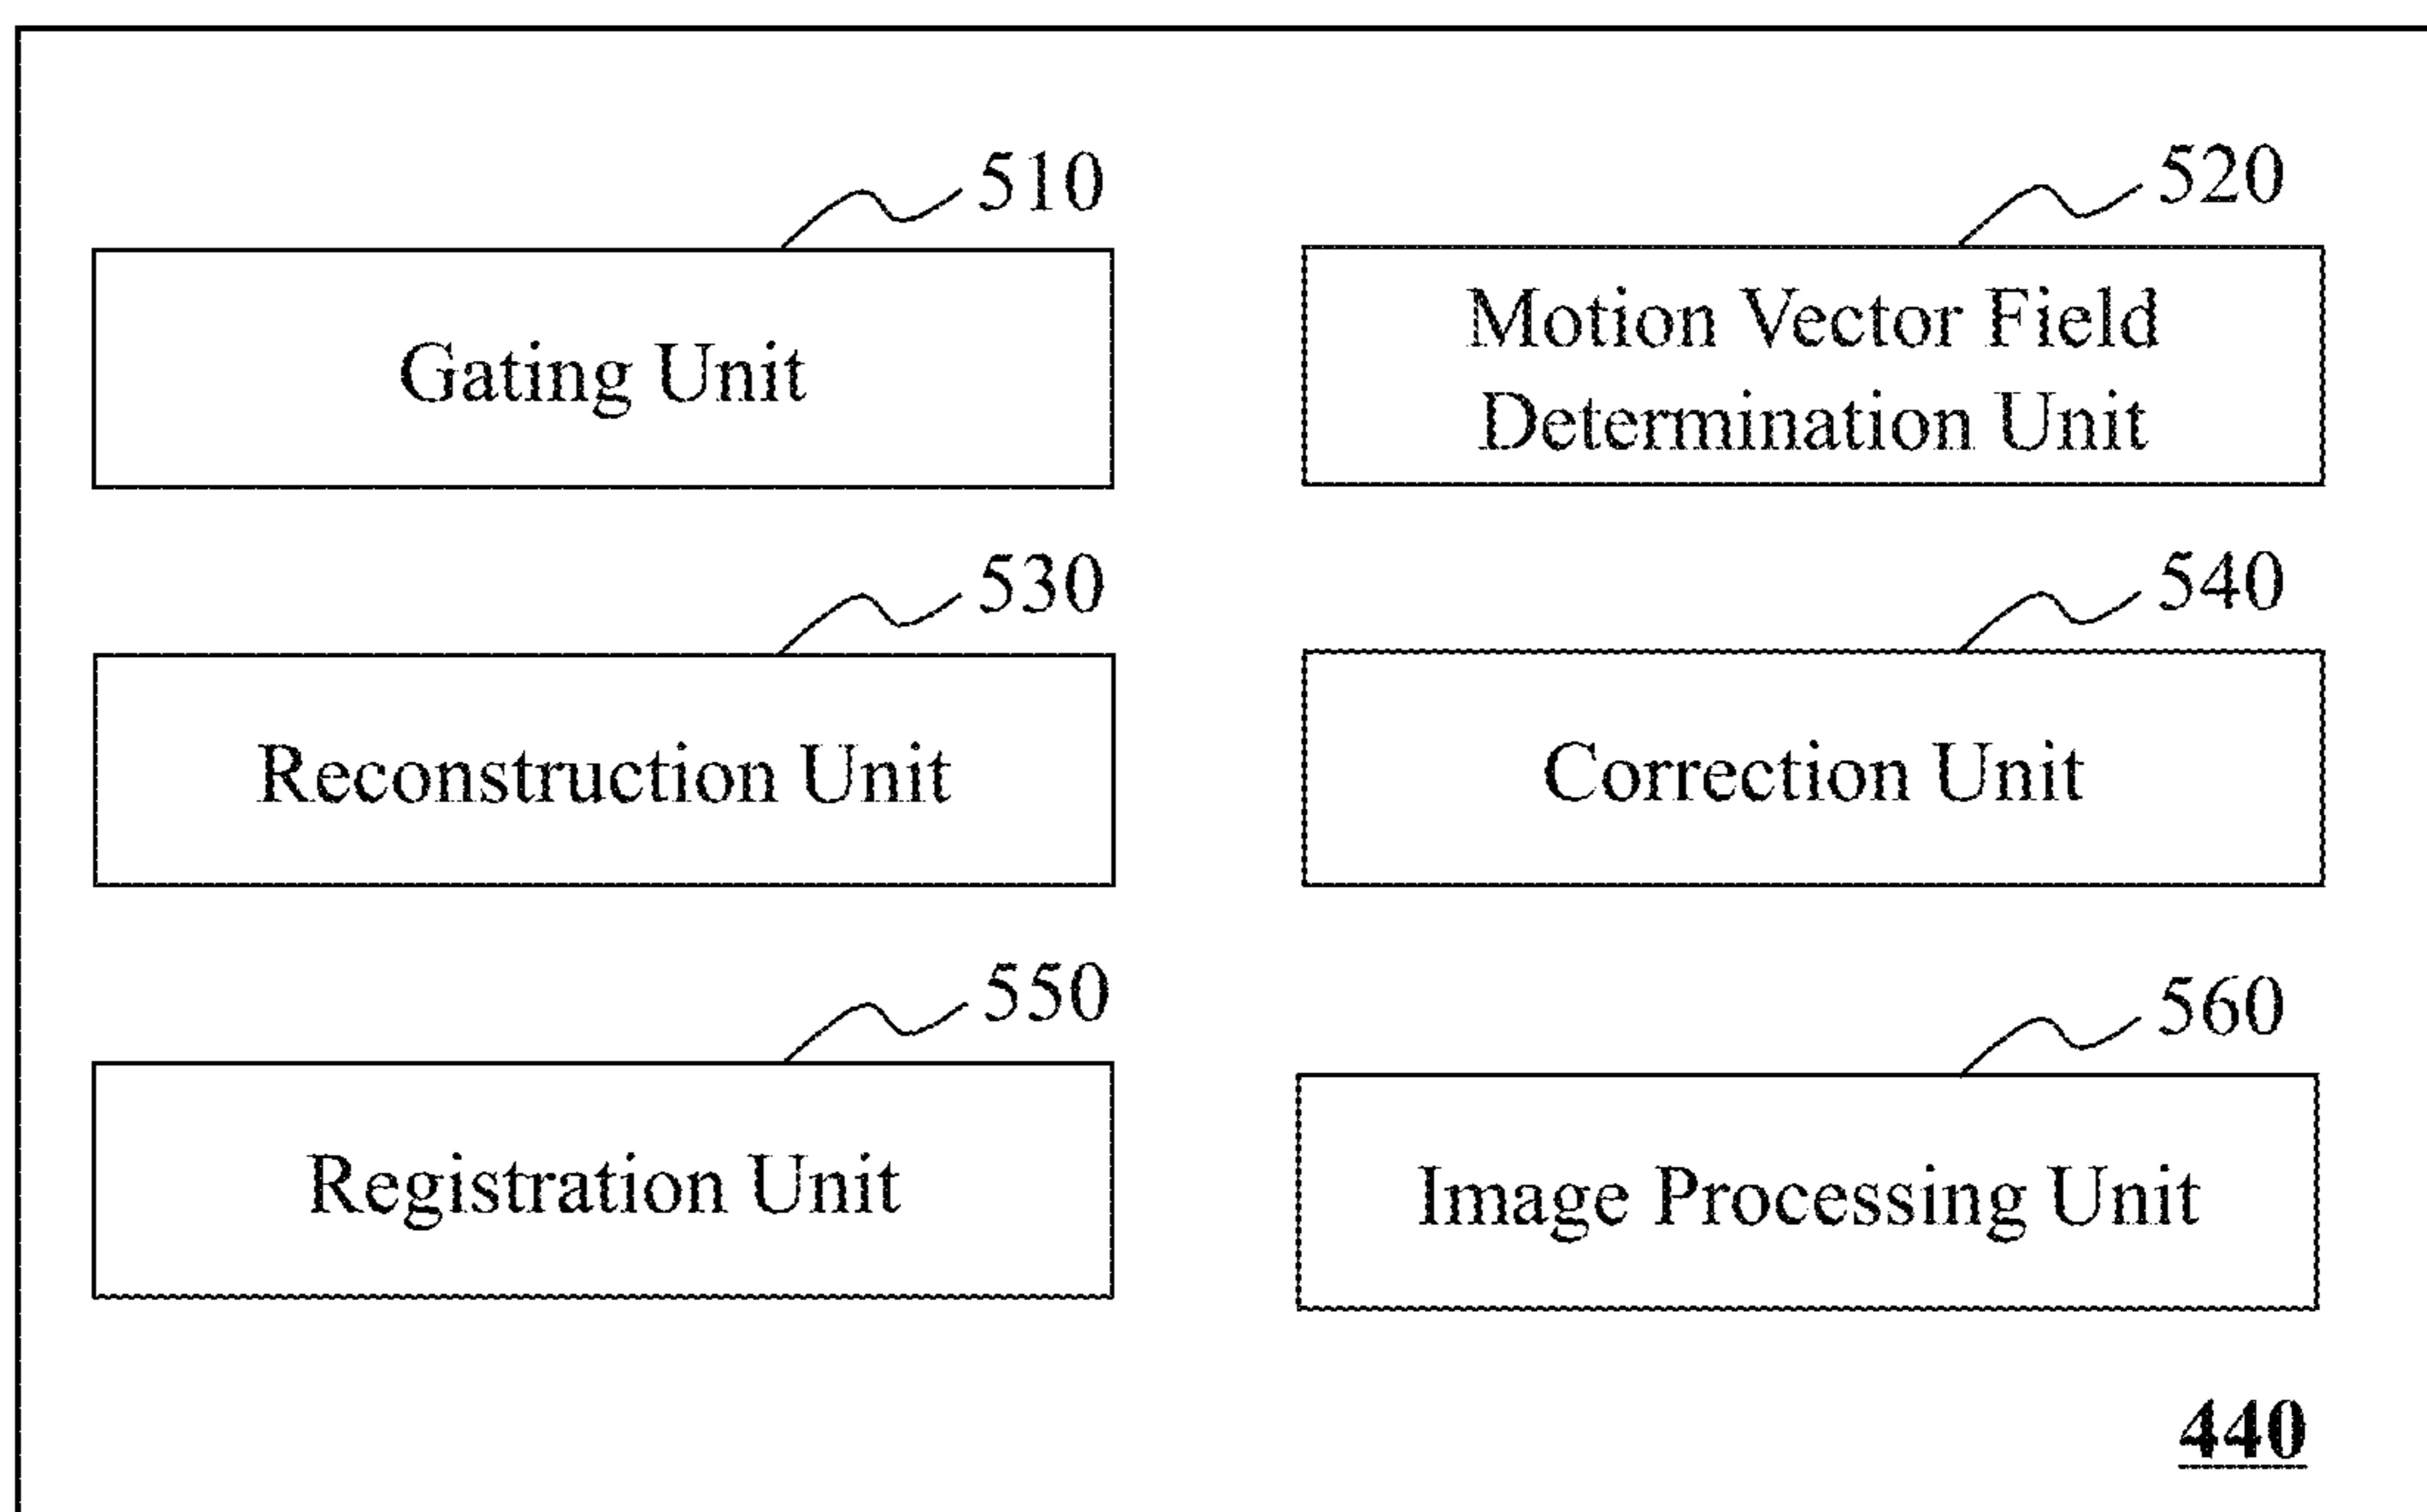 510
520
Gating Unit
Motion Vector Field
Determination Unit
530
540
Reconstruction Unit
Correction Unit
550
560
Registration Unit
Image Processing Unit
440